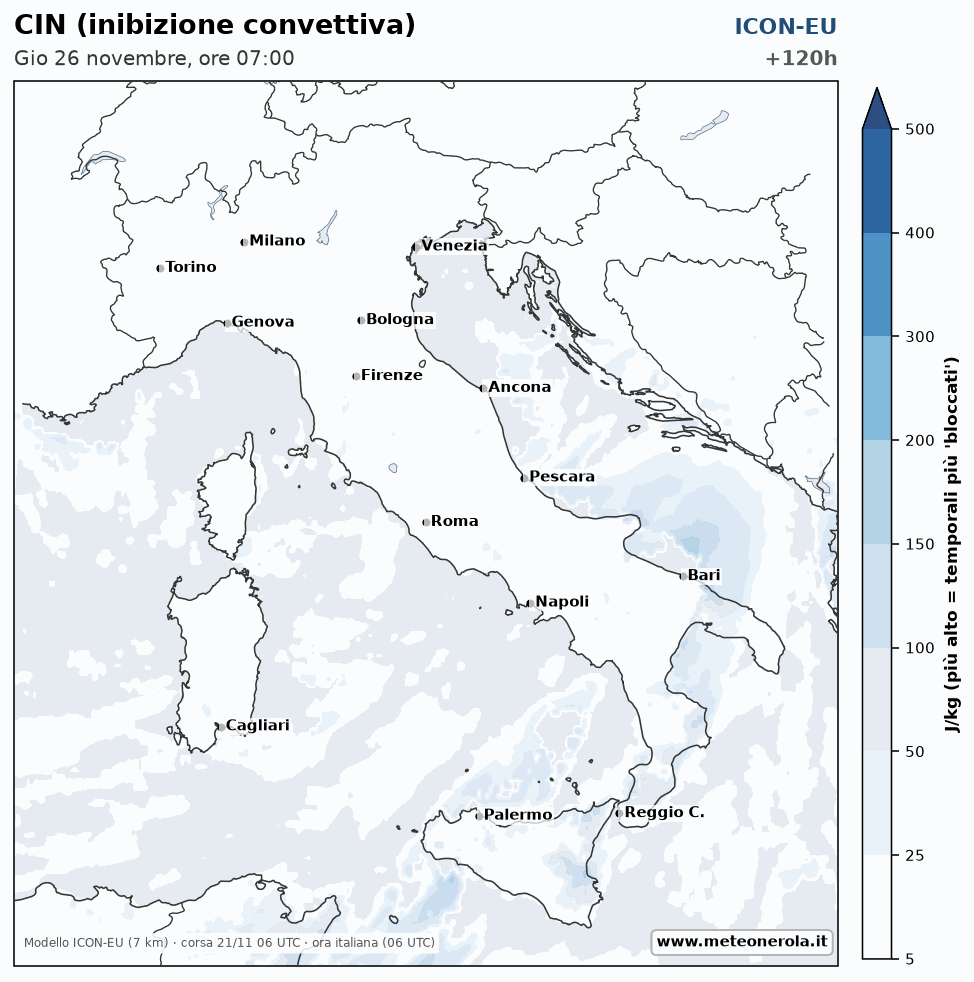 CIN (inibizione convettiva)
ICON-EU
Gio 26 novembre, ore 07:00
+120h
Milano
Venezia
Torino
Genova
Bologna
Firenze
Ancona
Pescara
Roma
Bari
Napoli
Cagliari
Palermo
Reggio C.
Modello ICON-EU (7 km) · corsa 21/11 06 UTC · ora italiana (06 UTC)
www.meteonerola.it
500
400
300
200
150
100
50
25
5
J/kg (più alto = temporali più 'bloccati')